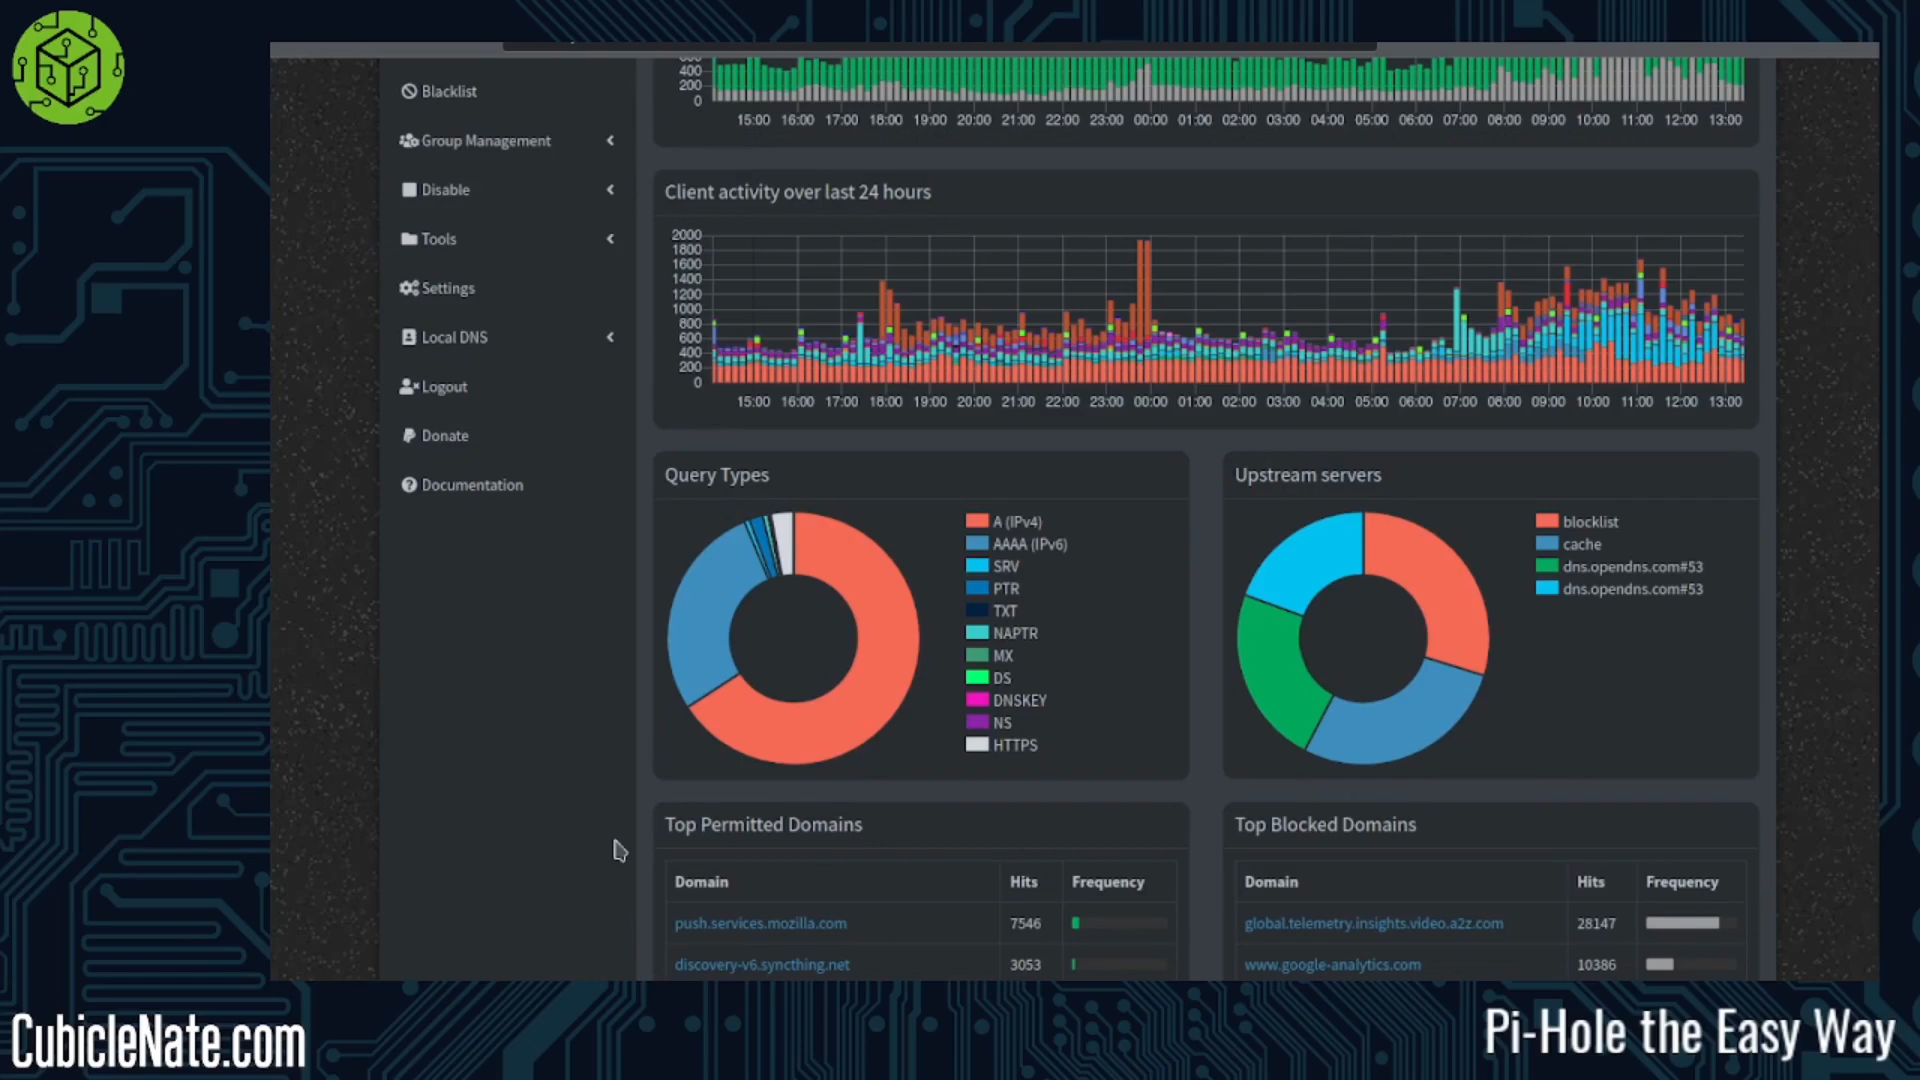 400
200
0
15:00 16:00 17:00 18:00 19:00 20:00 21:00 22:00 23:00 00:00 01:00 02:00 03:00 04:00 05:00 06:00 07:00 08:00 09:00 10:00 11:00 12:00 13:00
Blacklist
Group Management
Disable
Tools
Settings
Local DNS
Logout
Donate
Documentation
Client activity over last 24 hours
2000
1800
1600
1400
1200
1000
800
600
400
200
0
15:00 16:00 17:00 18:00 19:00 20:00 21:00 22:00 23:00 00:00 01:00 02:00 03:00 04:00 05:00 06:00 07:00 08:00 09:00 10:00 11:00 12:00 13:00
Query Types
A (IPv4)
AAAA (IPv6)
SRV
PTR
TXT
NAPTR
MX
DS
DNSKEY
NS
HTTPS
Upstream servers
blocklist
cache
dns.opendns.com#53
dns.opendns.com#53
Top Permitted Domains
Domain Hits Frequency
push.services.mozilla.com 7546
discovery-v6.syncthing.net 3053
Top Blocked Domains
Domain Hits Frequency
global.telemetry.insights.video.a2z.com 28147
www.google-analytics.com 10386
CubicleNate.com
Pi-Hole the Easy Way